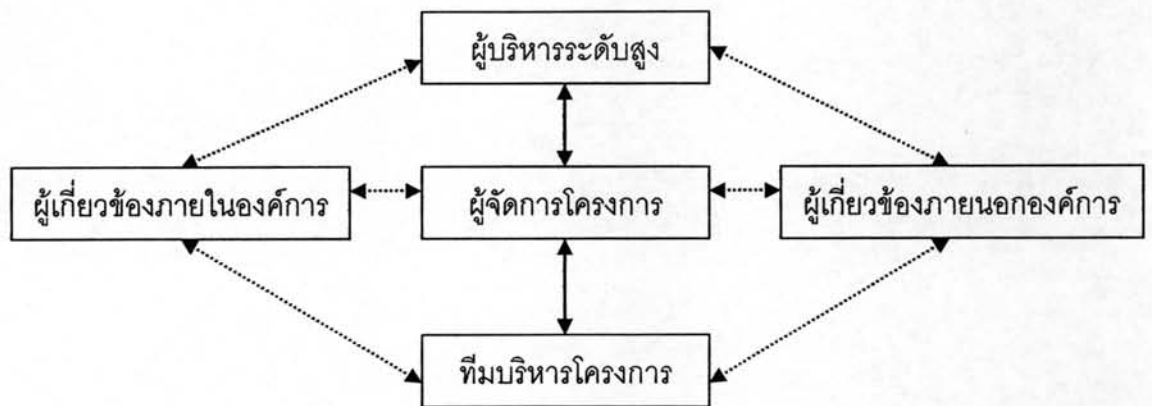 ผู้บริหารระดับสูง
ผู้เกี่ยวข้องภายในองค์การ
ผู้จัดการโครงการ
ผู้เกี่ยวข้องภายนอกองค์การ
ทีมบริหารโครงการ